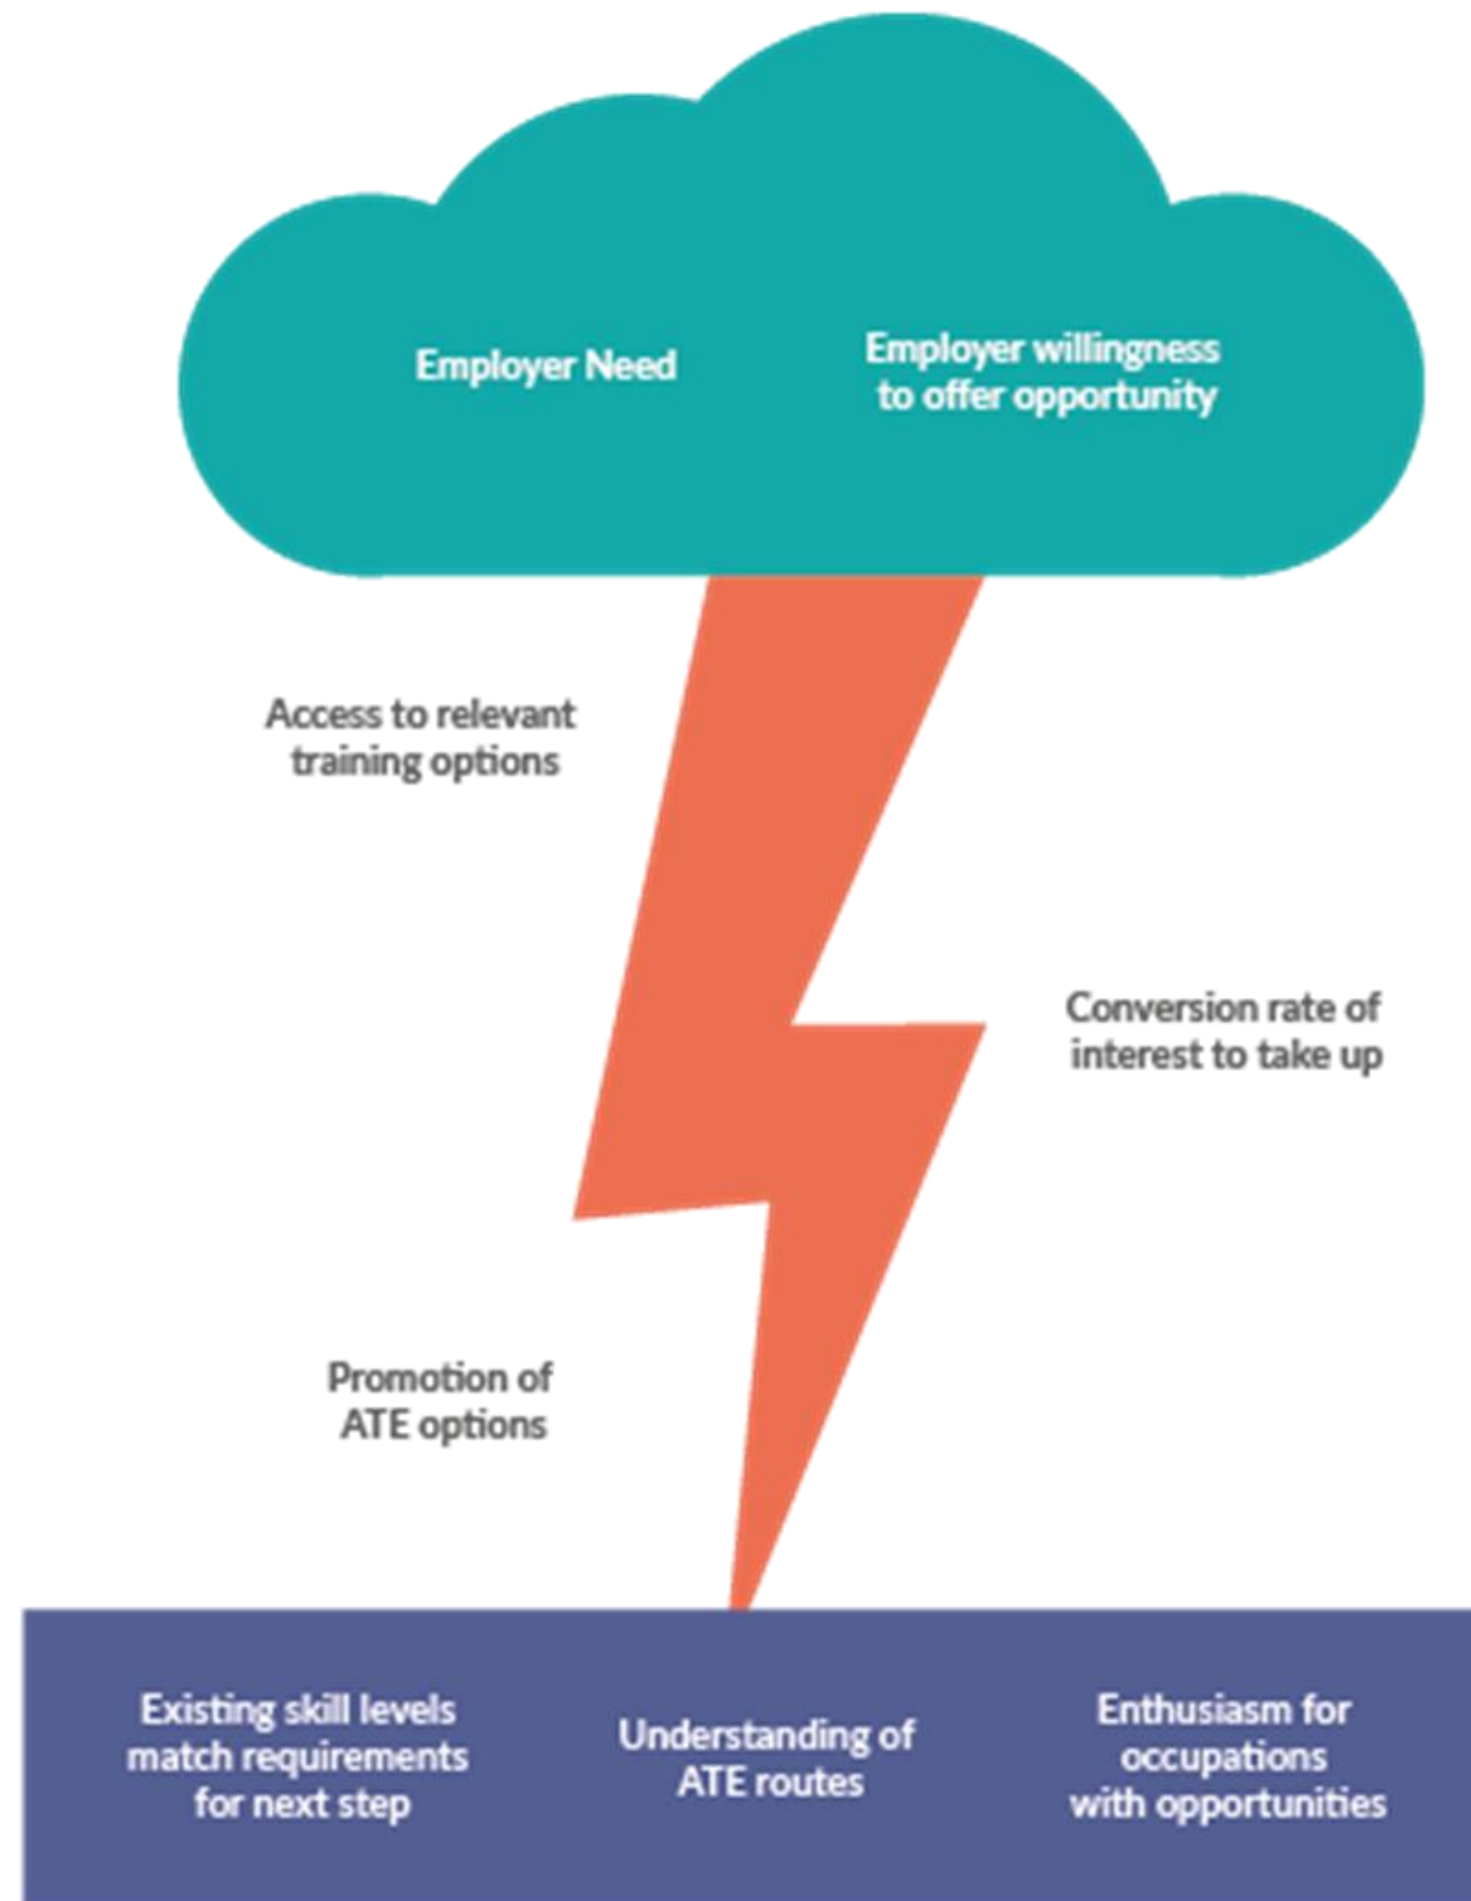 Employer Need
Employer willingness
to offer opportunity
Access to relevant
training options
Conversion rate of
interest to take up
Promotion of
ATE options
Existing skill levels
match requirements
for next step
Understanding of
ATE routes
Enthusiasm for
occupations
with opportunities